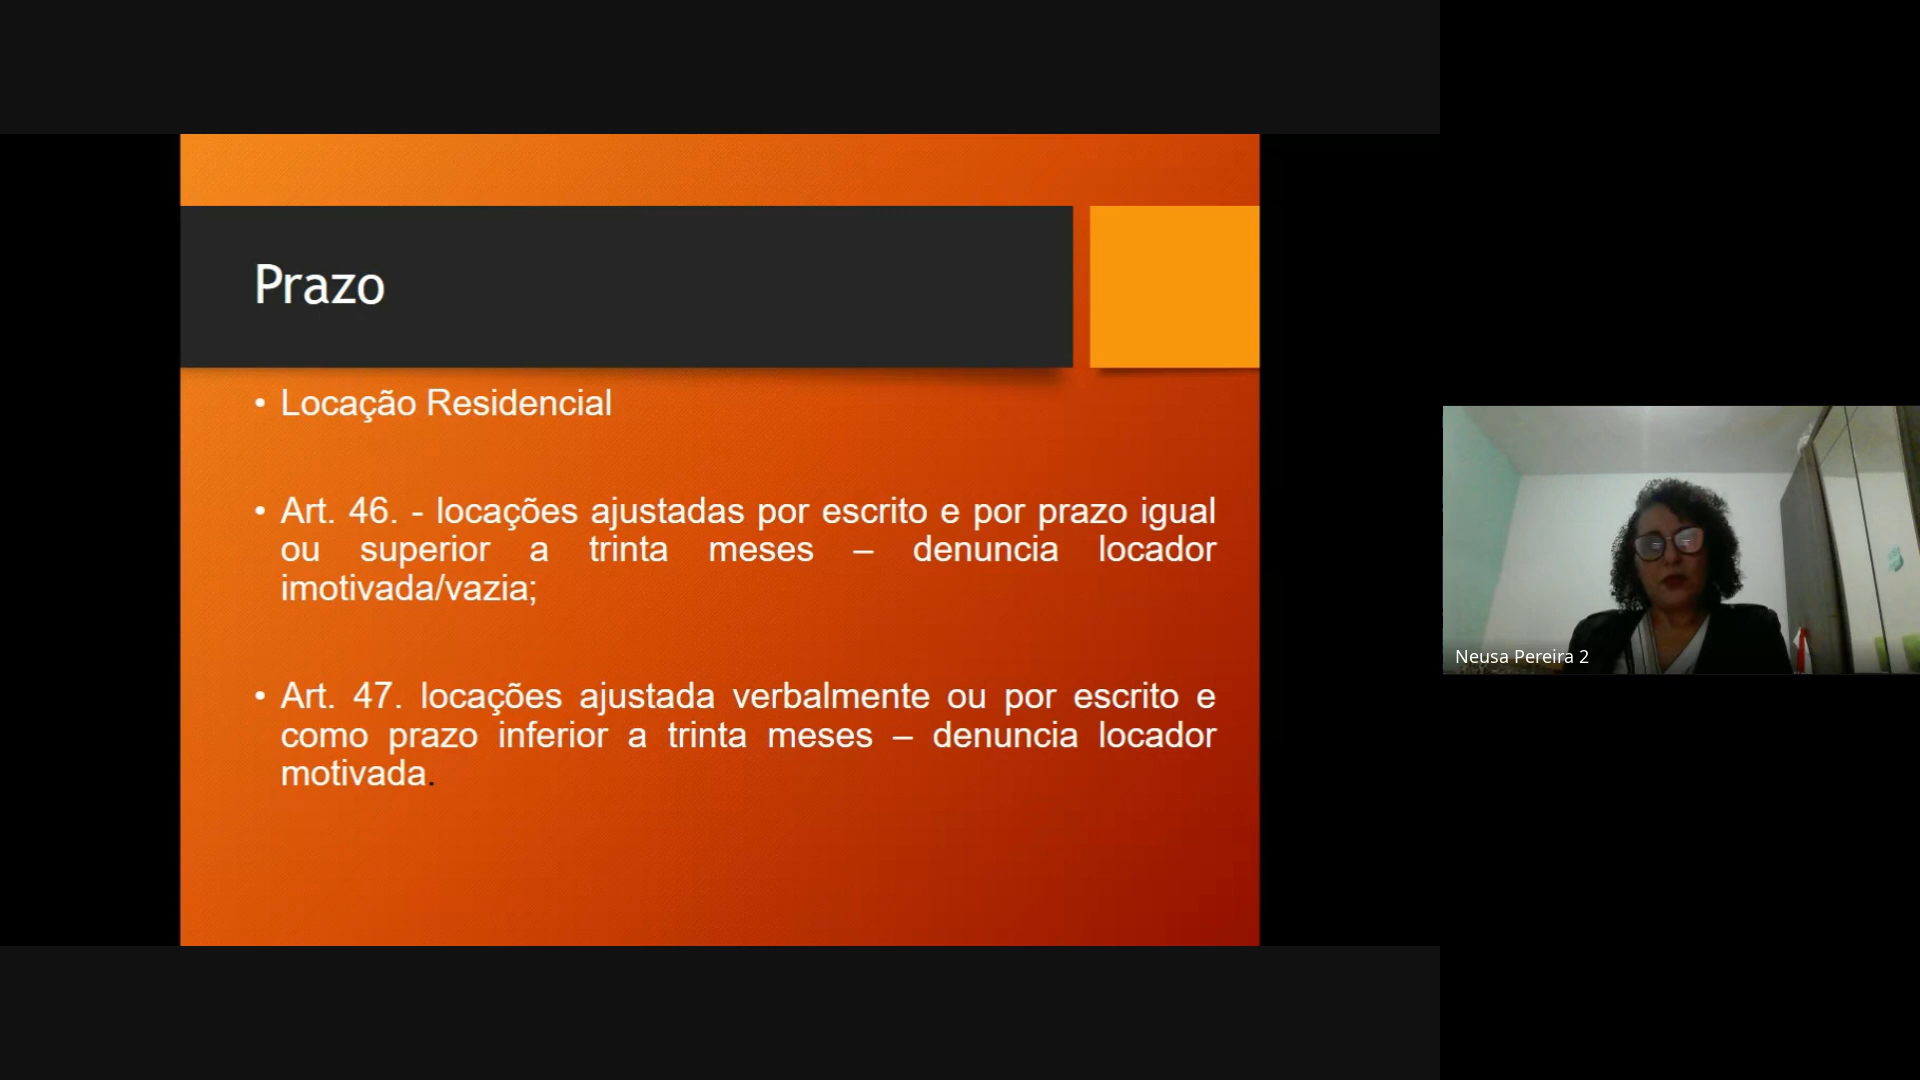 Prazo
• Locação Residencial
• Art. 46. - locações ajustadas por escrito e por prazo igual
ou superior a trinta meses – denuncia locador
imotivada/vazia;
• Art. 47. locações ajustada verbalmente ou por escrito e
como prazo inferior a trinta meses – denuncia locador
motivada.
Neusa Pereira 2